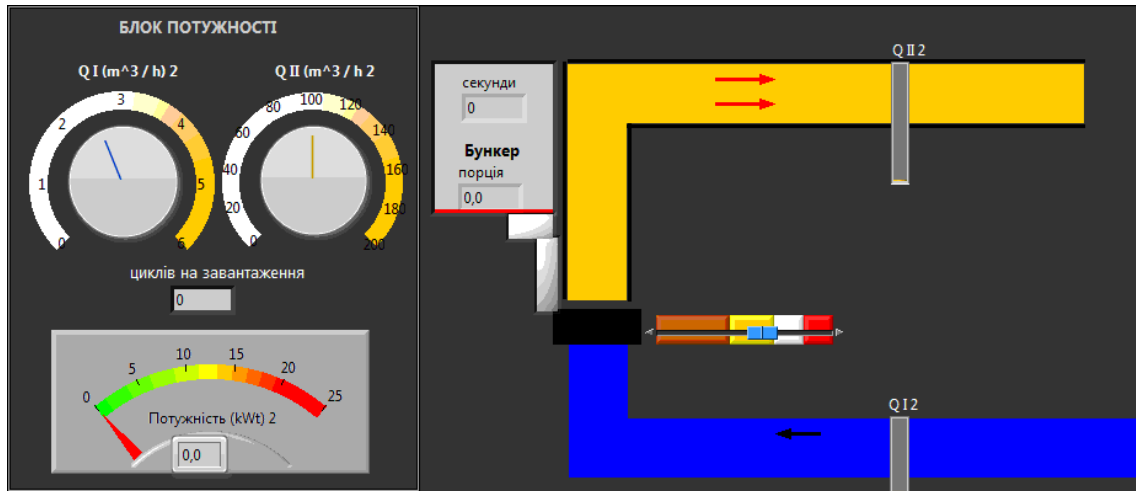 БЛОК ПОТУЖНОСТІ
Q I (m^3 / h) 2
0 1 2 3 4 5 6
Q II (m^3 / h 2
0 20 40 60 80 100 120 140 160 180 200
циклів на завантаження
0
0 5 10 15 20 25
Потужність (kWt) 2
0,0
секунди
0
Бункер
порція
0,0
Q II 2
Q I 2